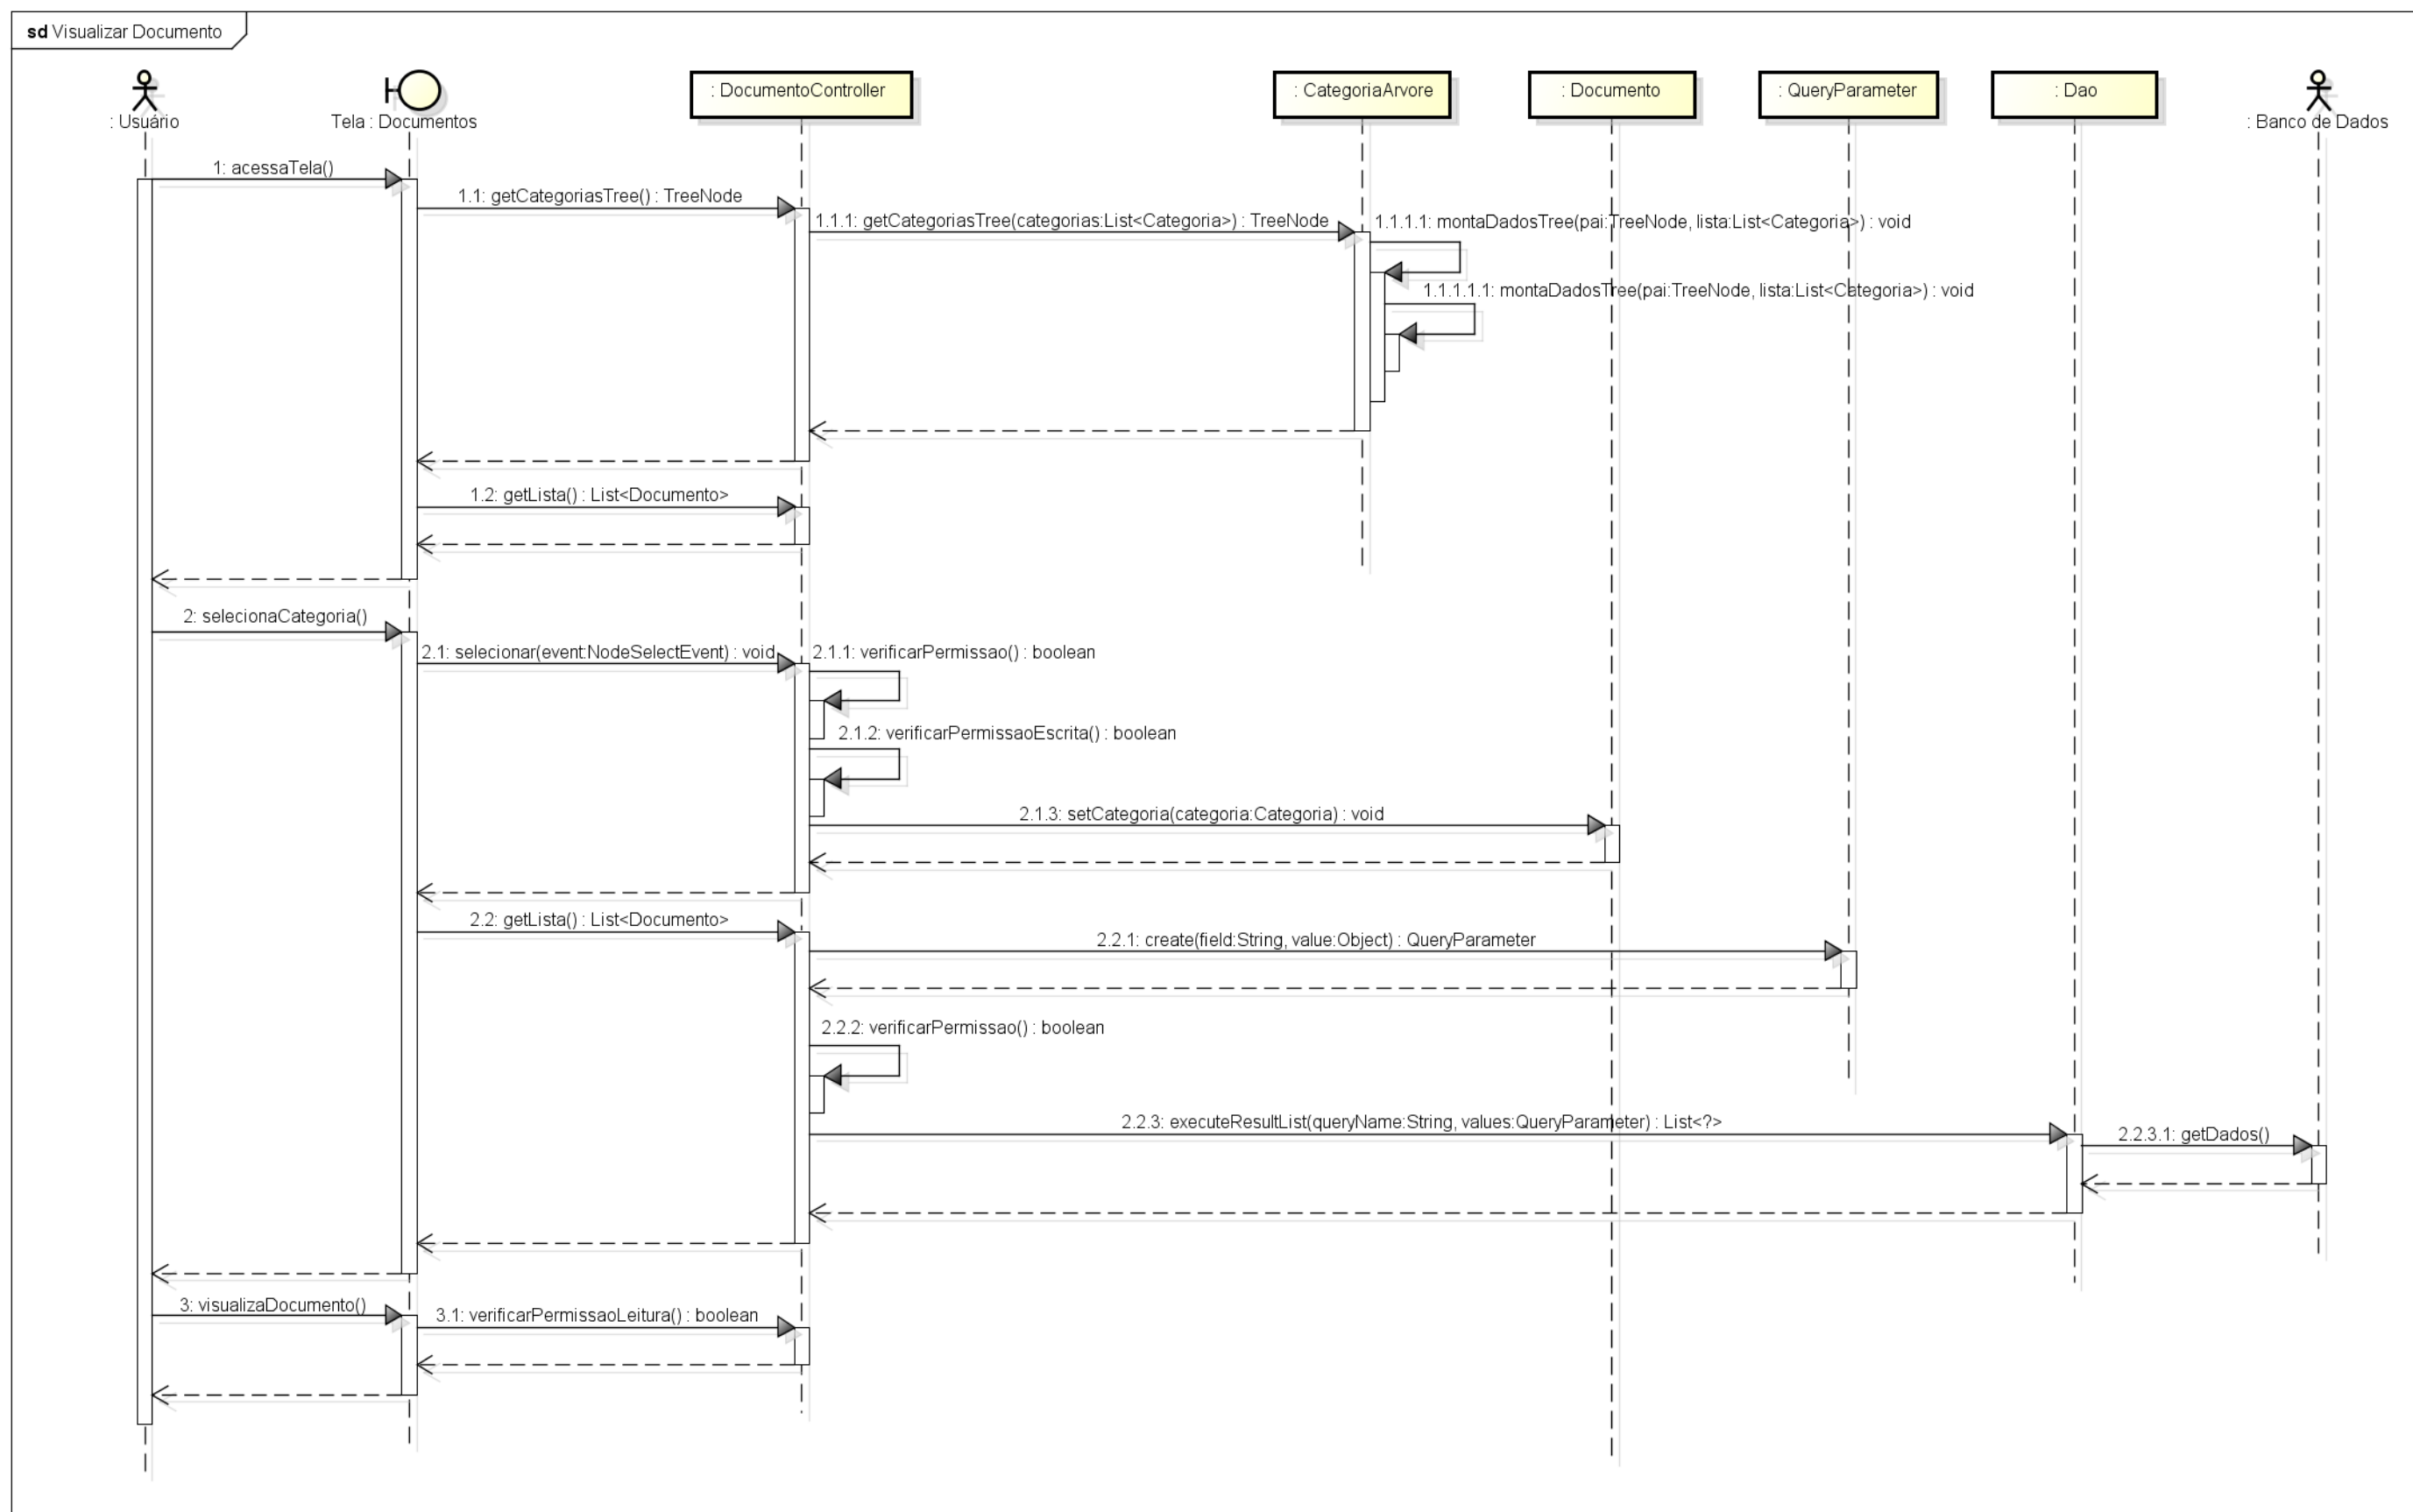 sd Visualizar Documento
: Usuário
Tela : Documentos
: DocumentoController
: CategoriaArvore
: Documento
: QueryParameter
: Dao
: Banco de Dados
1: acessaTela()
1.1: getCategoriasTree() : TreeNode
1.1.1: getCategoriasTree(categorias:List<Categoria>) : TreeNode
1.1.1.1: montaDadosTree(pai:TreeNode, lista:List<Categoria>) : void
1.1.1.1.1: montaDadosTree(pai:TreeNode, lista:List<Categoria>) : void
1.2: getLista() : List<Documento>
2: selecionaCategoria()
2.1: selecionar(event:NodeSelectEvent) : void
2.1.1: verificarPermissao() : boolean
2.1.2: verificarPermissaoEscrita() : boolean
2.1.3: setCategoria(categoria:Categoria) : void
2.2: getLista() : List<Documento>
2.2.1: create(field:String, value:Object) : QueryParameter
2.2.2: verificarPermissao() : boolean
2.2.3: executeResultList(queryName:String, values:QueryParameter) : List<?>
2.2.3.1: getDados()
3: visualizaDocumento()
3.1: verificarPermissaoLeitura() : boolean